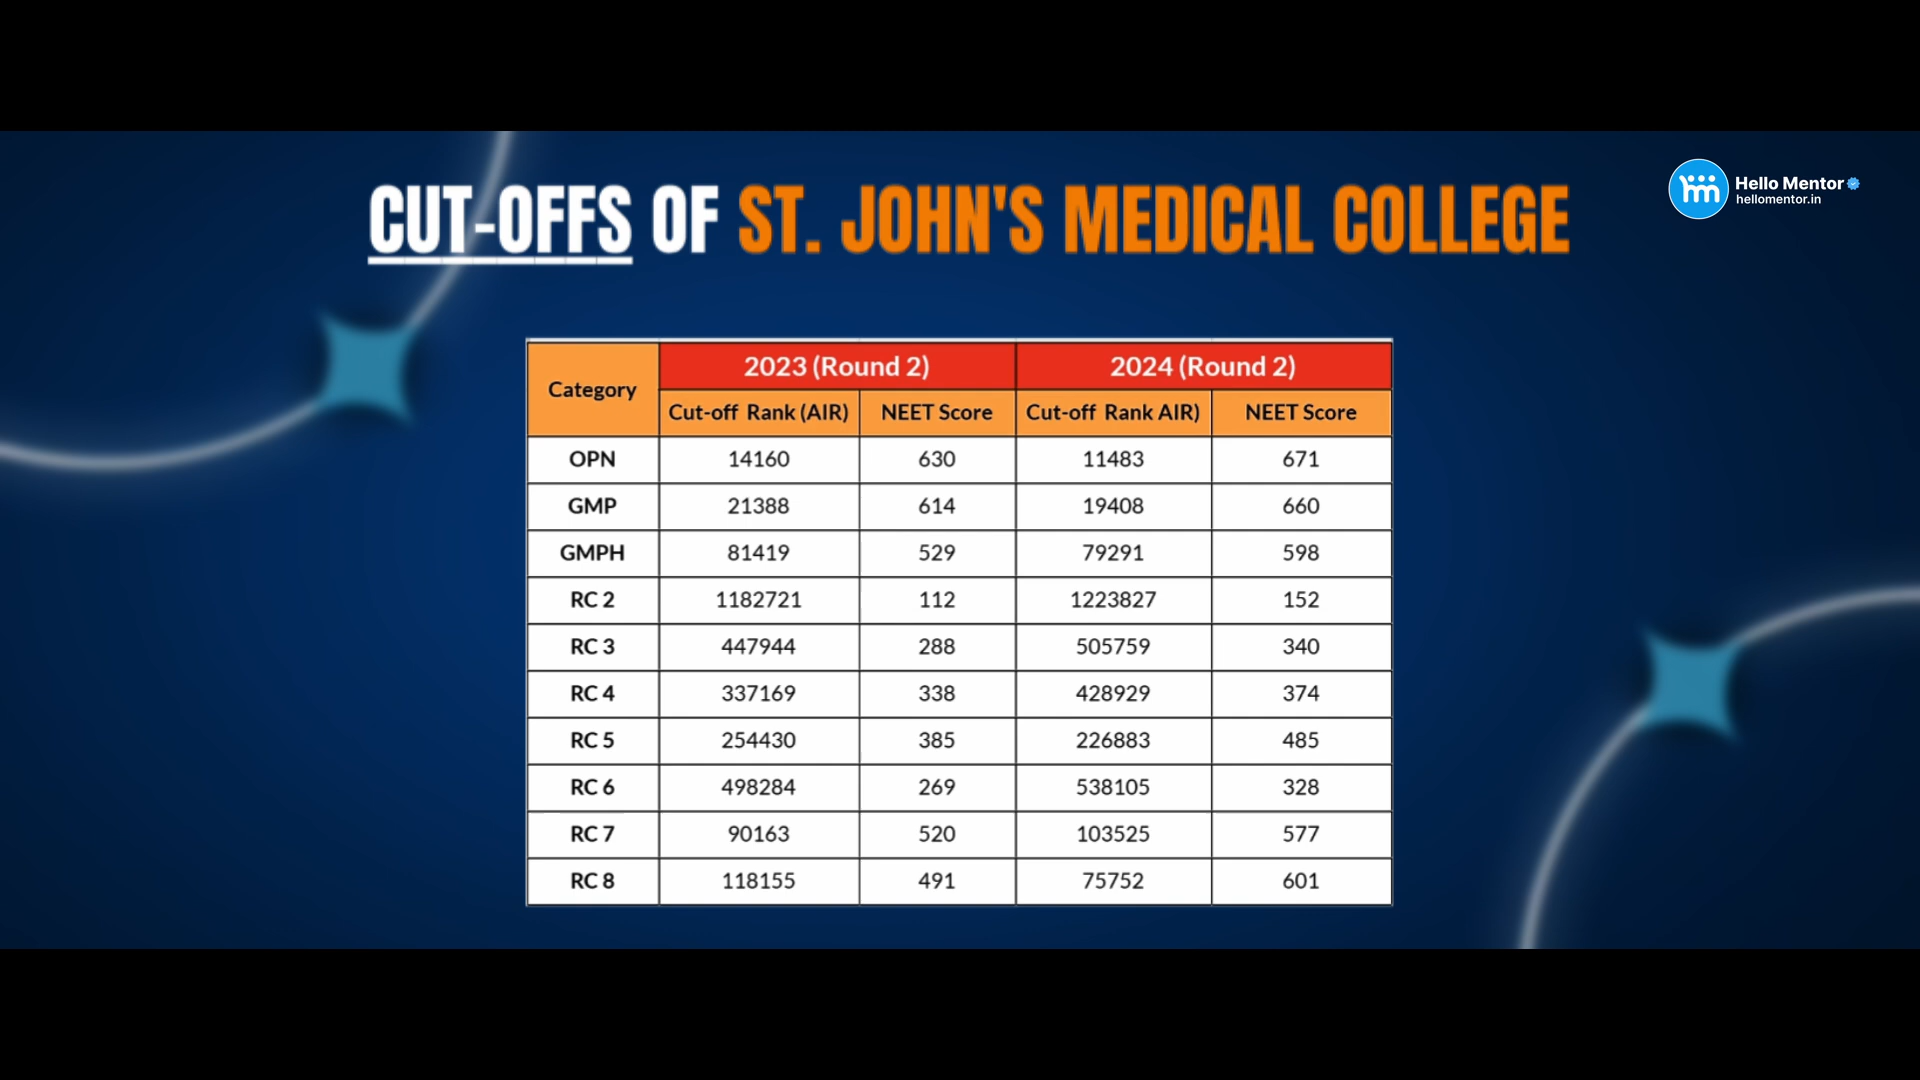 CUT-OFFS OF ST. JOHN'S MEDICAL COLLEGE
Hello Mentor
hellomentor.in
Category 2023 (Round 2) 2024 (Round 2)
Cut-off Rank (AIR) NEET Score Cut-off Rank AIR) NEET Score
OPN 14160 630 11483 671
GMP 21388 614 19408 660
GMPH 81419 529 79291 598
RC 2 1182721 112 1223827 152
RC 3 447944 288 505759 340
RC 4 337169 338 428929 374
RC 5 254430 385 226883 485
RC 6 498284 269 538105 328
RC 7 90163 520 103525 577
RC 8 118155 491 75752 601